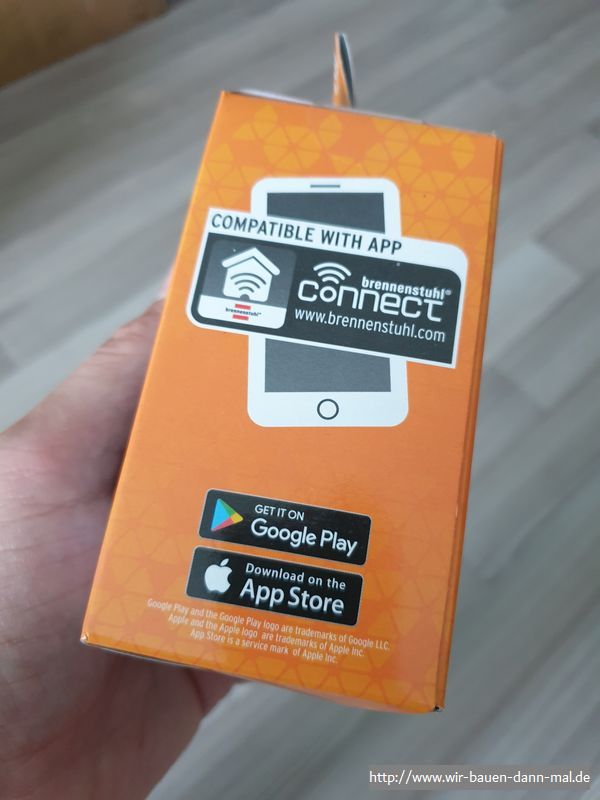 COMPATIBLE WITH APP
brennenstuhl®
connect
www.brennenstuhl.com
brennenstuhl®
GET IT ON
Google Play
Download on the
App Store
Google Play and the Google Play logo are trademarks of Google LLC.
Apple and the Apple logo are trademarks of Apple Inc.
App Store is a service mark of Apple Inc.
http://www.wir-bauen-dann-mal.de